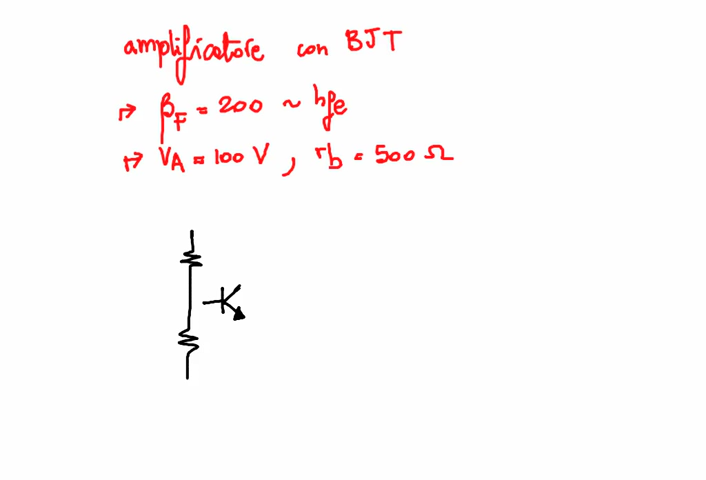 amplificatore con BJT
↦ βF = 200 ~ hfe
↦ VA = 100 V, rb = 500 Ω